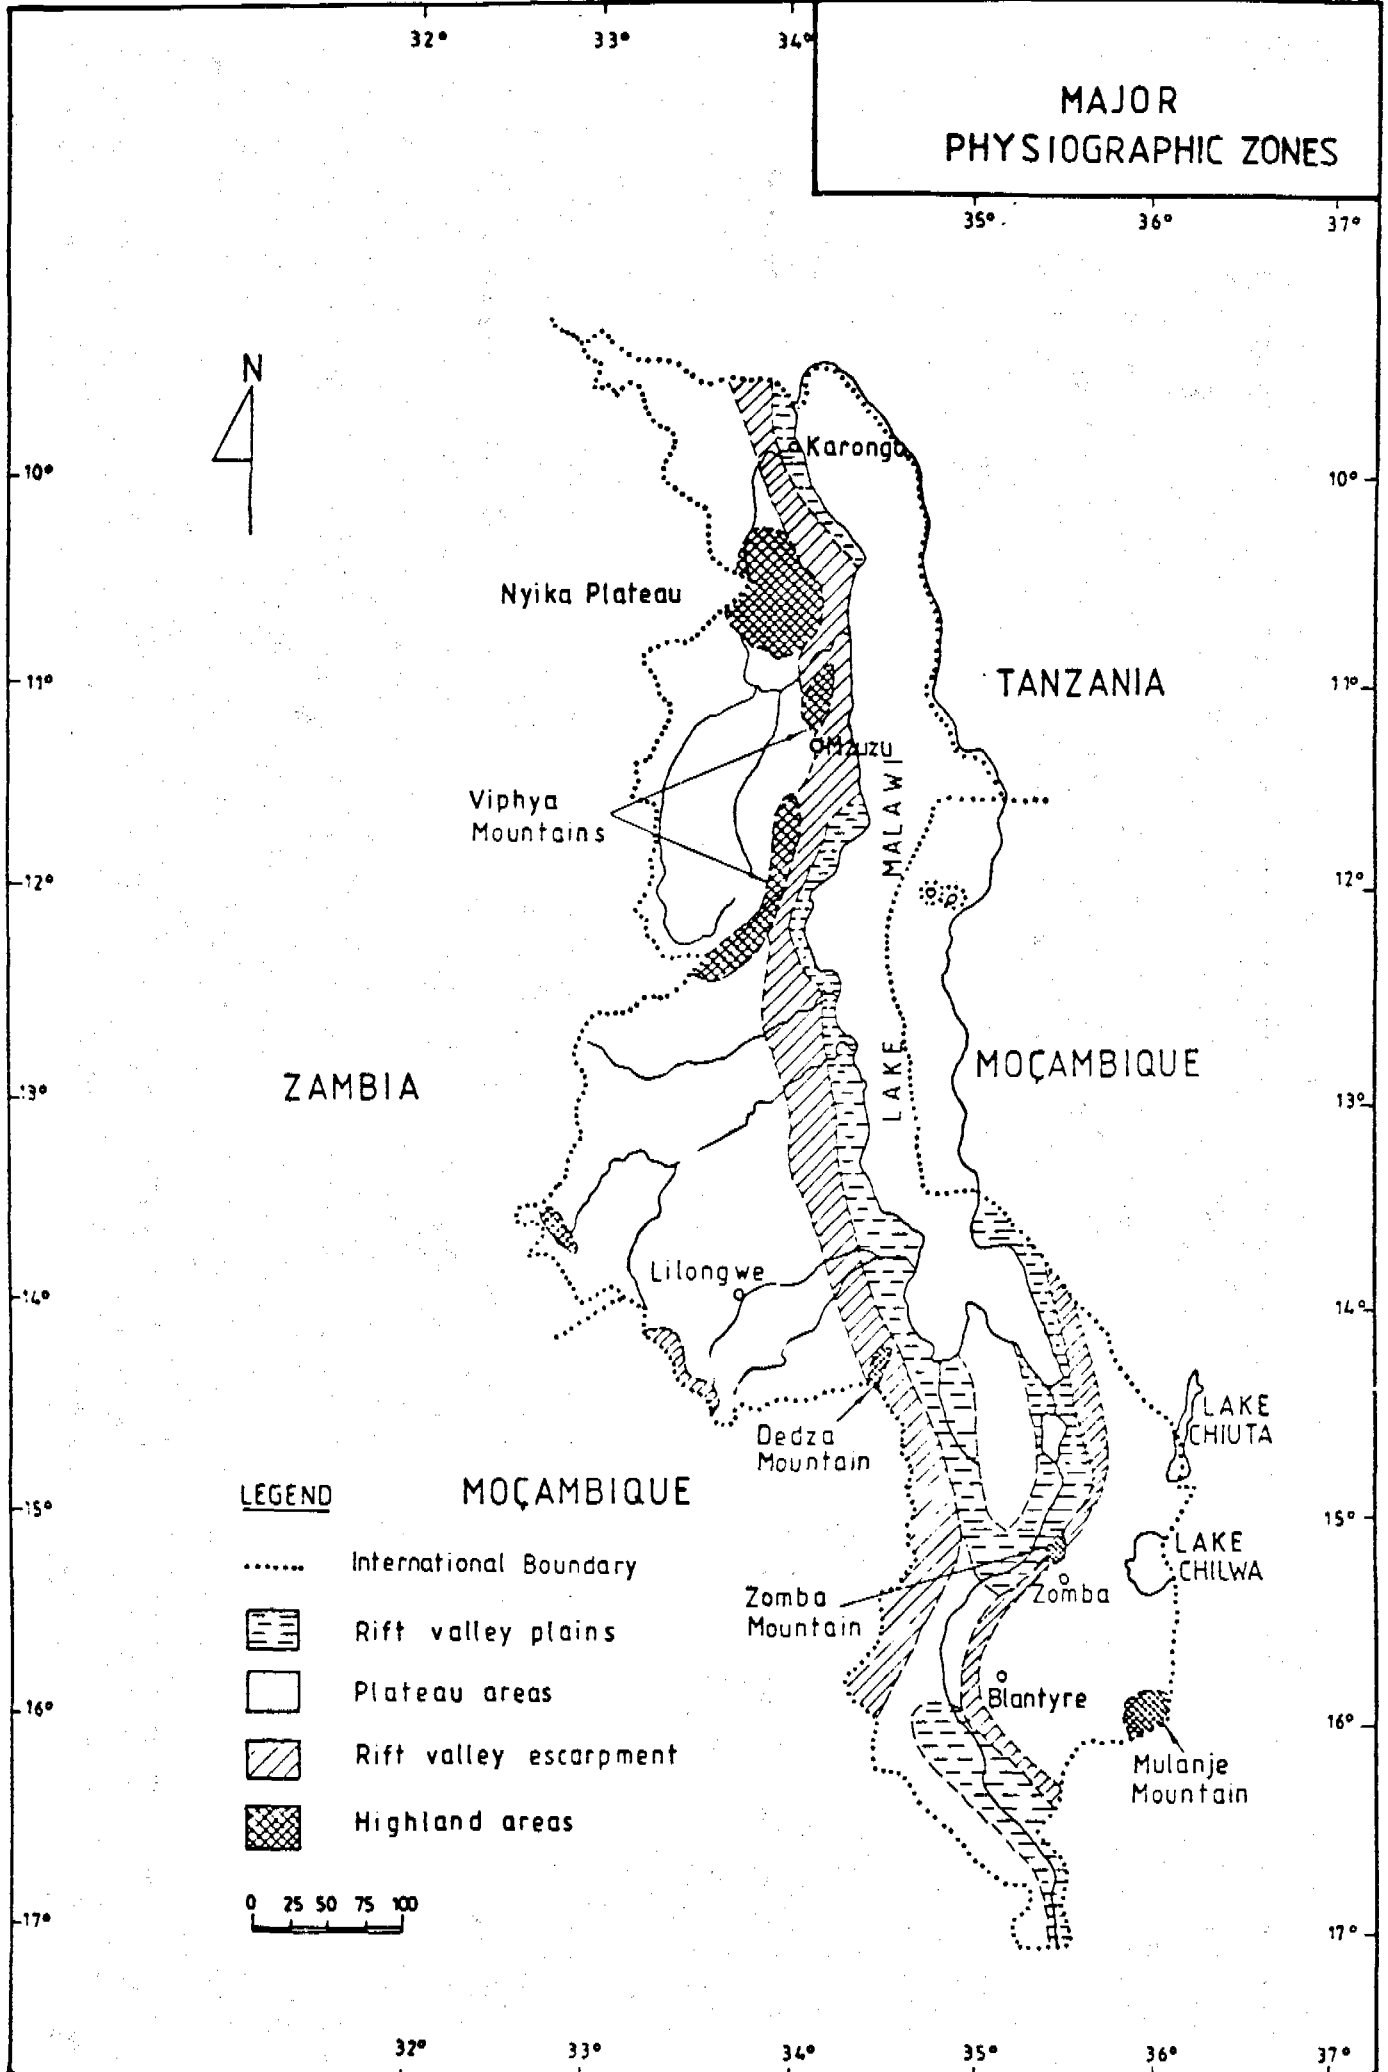 32°
33°
34°
MAJOR
PHYSIOGRAPHIC ZONES
35°
36°
37°
N
Karonga
10°
10°
Nyika Plateau
TANZANIA
11°
11°
Mzuzu
Viphya
Mountains
LAKE MALAWI
12°
12°
ZAMBIA
MOÇAMBIQUE
13°
13°
Lilongwe
14°
14°
LAKE
CHIUTA
Dedza
Mountain
MOÇAMBIQUE
LEGEND
15°
15°
International Boundary
LAKE
CHILWA
Zomba
Mountain
Zomba
Rift valley plains
Plateau areas
Blantyre
16°
16°
Rift valley escarpment
Mulanje
Mountain
Highland areas
0 25 50 75 100
17°
17°
32°
33°
34°
35°
36°
37°